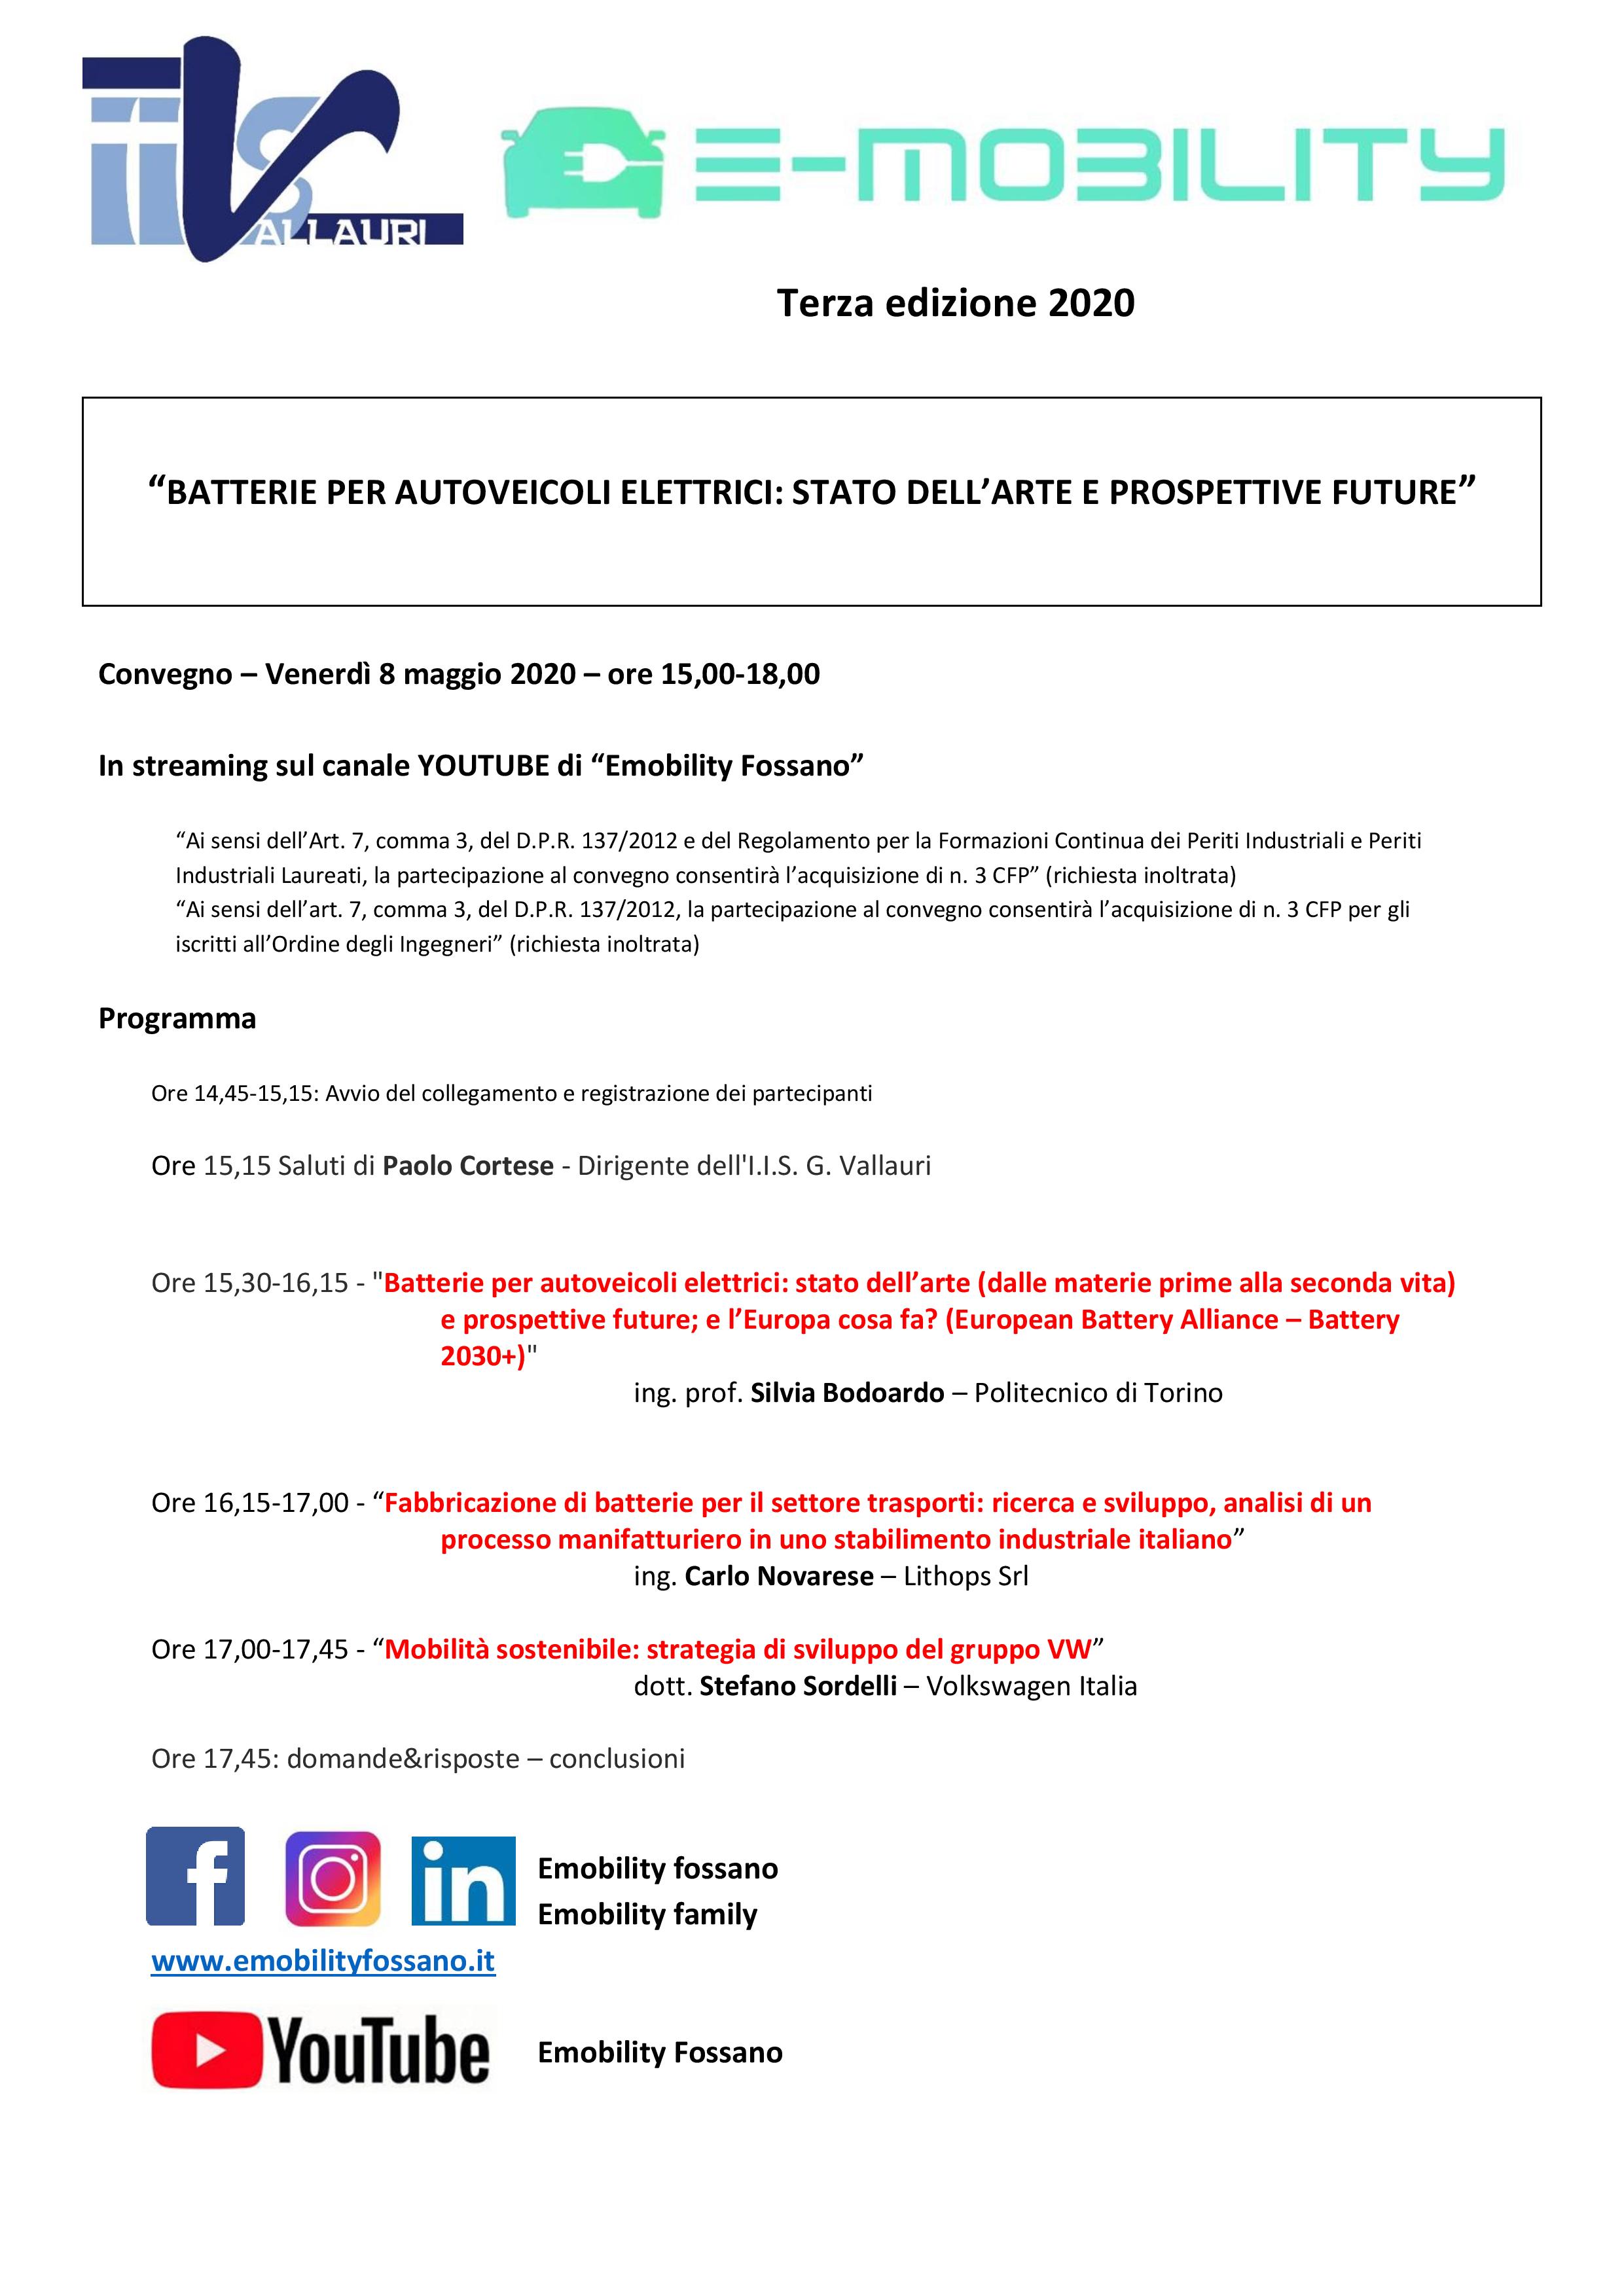 iis VALLAURI
E-MOBILITY
Terza edizione 2020
“BATTERIE PER AUTOVEICOLI ELETTRICI: STATO DELL’ARTE E PROSPETTIVE FUTURE”
Convegno – Venerdì 8 maggio 2020 – ore 15,00-18,00
In streaming sul canale YOUTUBE di “Emobility Fossano”
“Ai sensi dell’Art. 7, comma 3, del D.P.R. 137/2012 e del Regolamento per la Formazioni Continua dei Periti Industriali e Periti
Industriali Laureati, la partecipazione al convegno consentirà l’acquisizione di n. 3 CFP” (richiesta inoltrata)
“Ai sensi dell’art. 7, comma 3, del D.P.R. 137/2012, la partecipazione al convegno consentirà l’acquisizione di n. 3 CFP per gli
iscritti all’Ordine degli Ingegneri” (richiesta inoltrata)
Programma
Ore 14,45-15,15: Avvio del collegamento e registrazione dei partecipanti
Ore 15,15 Saluti di Paolo Cortese - Dirigente dell'I.I.S. G. Vallauri
Ore 15,30-16,15 - "Batterie per autoveicoli elettrici: stato dell’arte (dalle materie prime alla seconda vita)
e prospettive future; e l’Europa cosa fa? (European Battery Alliance – Battery
2030+)"
ing. prof. Silvia Bodoardo – Politecnico di Torino
Ore 16,15-17,00 - “Fabbricazione di batterie per il settore trasporti: ricerca e sviluppo, analisi di un
processo manifatturiero in uno stabilimento industriale italiano”
ing. Carlo Novarese – Lithops Srl
Ore 17,00-17,45 - “Mobilità sostenibile: strategia di sviluppo del gruppo VW”
dott. Stefano Sordelli – Volkswagen Italia
Ore 17,45: domande&risposte – conclusioni
f
in
Emobility fossano
Emobility family
www.emobilityfossano.it
YouTube
Emobility Fossano